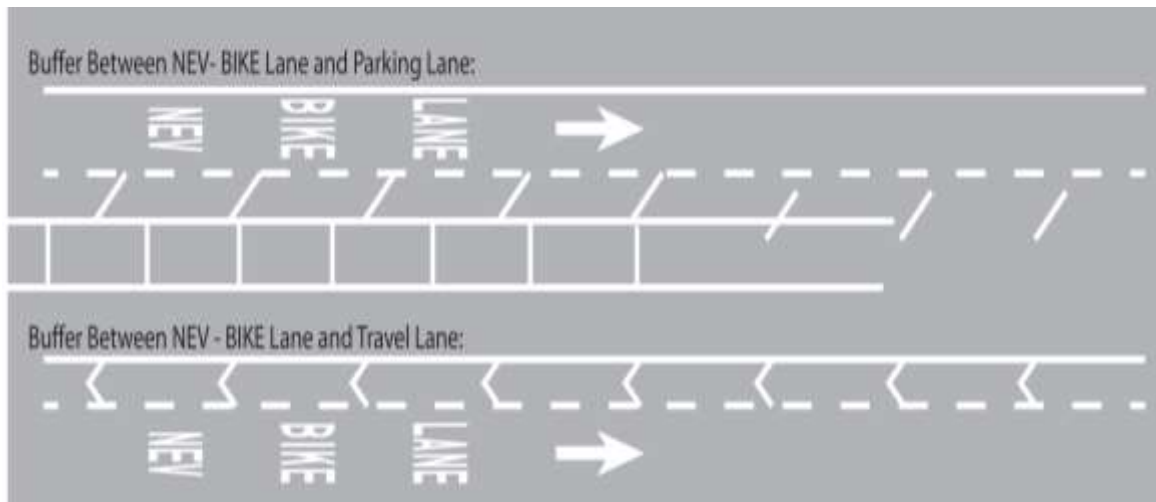 Buffer Between NEV- BIKE Lane and Parking Lane:
NEV BIKE LANE
Buffer Between NEV - BIKE Lane and Travel Lane:
NEV BIKE LANE